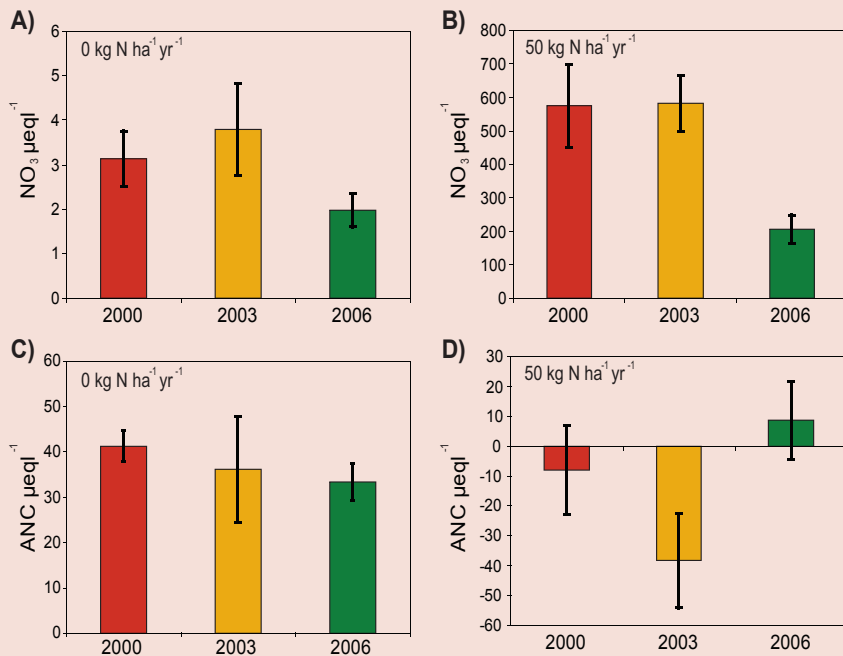 A)
0 kg N ha⁻¹ yr⁻¹
NO₃ µeql⁻¹
6
5
4
3
2
1
0
2000 2003 2006
B)
50 kg N ha⁻¹ yr⁻¹
NO₃ µeql⁻¹
800
700
600
500
400
300
200
100
0
2000 2003 2006
C)
0 kg N ha⁻¹ yr⁻¹
ANC µeql⁻¹
60
50
40
30
20
10
0
2000 2003 2006
D)
50 kg N ha⁻¹ yr⁻¹
ANC µeql⁻¹
30
20
10
0
-10
-20
-30
-40
-50
-60
2000 2003 2006